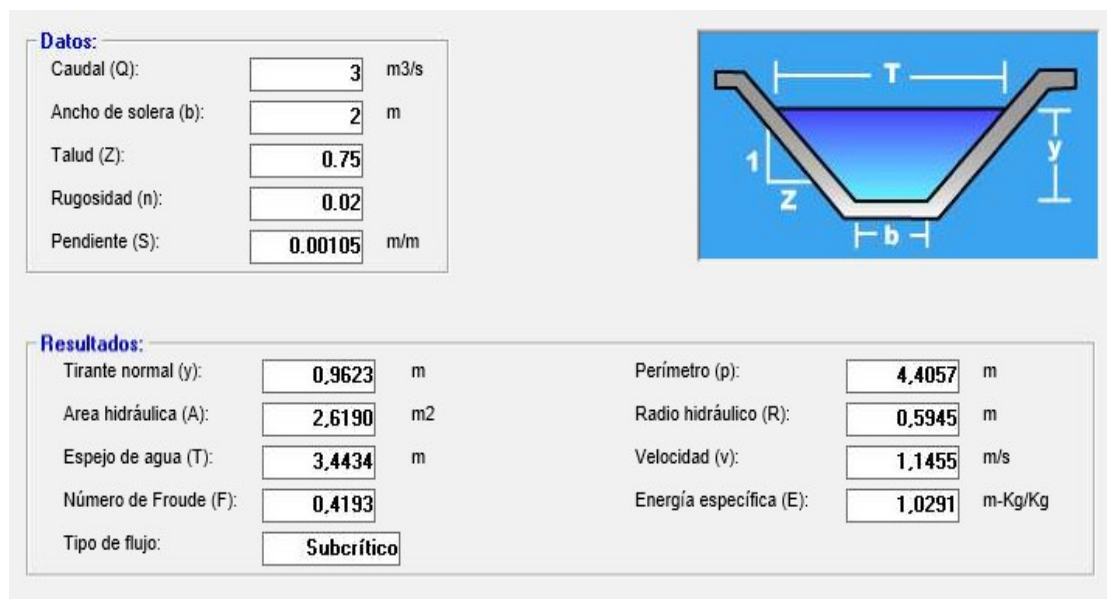 Datos:
Caudal (Q): 3 m3/s
Ancho de solera (b): 2 m
Talud (Z): 0.75
Rugosidad (n): 0.02
Pendiente (S): 0.00105 m/m
T
y
1
Z
b
Resultados:
Tirante normal (y): 0,9623 m Perímetro (p): 4,4057 m
Area hidráulica (A): 2,6190 m2 Radio hidráulico (R): 0,5945 m
Espejo de agua (T): 3,4434 m Velocidad (v): 1,1455 m/s
Número de Froude (F): 0,4193 Energía específica (E): 1,0291 m-Kg/Kg
Tipo de flujo: Subcrítico